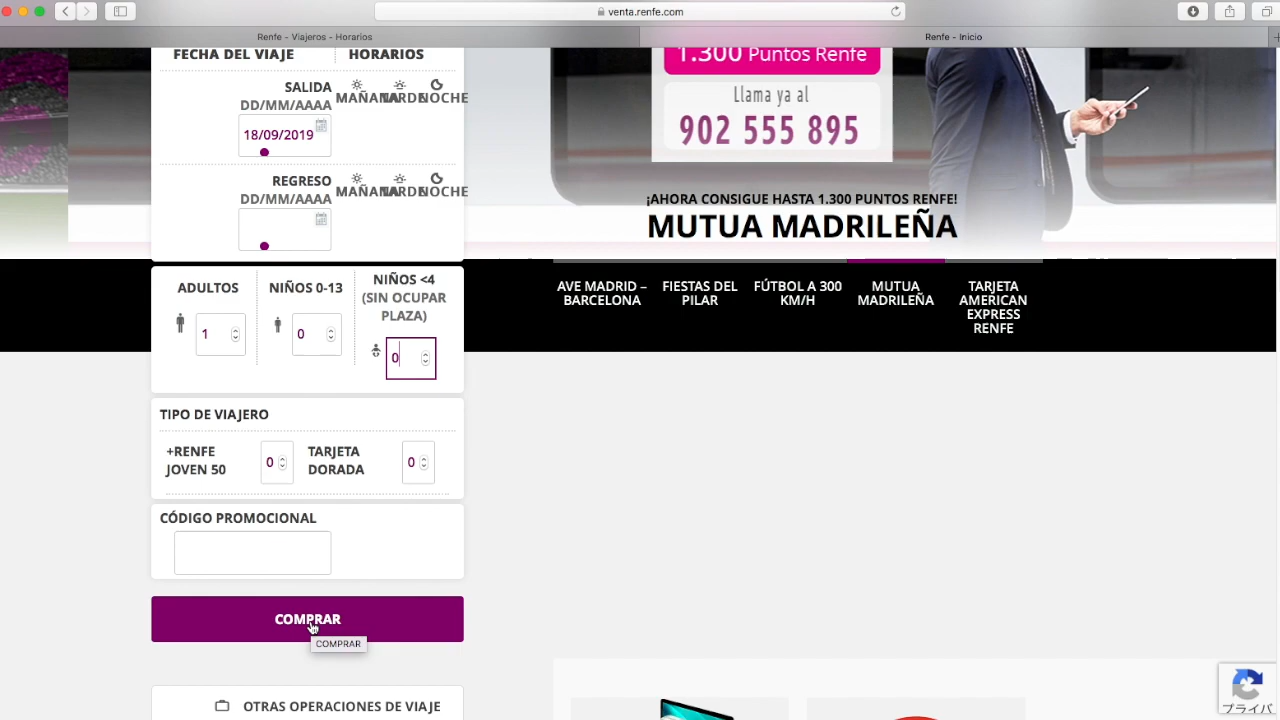 venta.renfe.com
Renfe - Viajeros - Horarios
Renfe - Inicio
FECHA DEL VIAJE
HORARIOS
SALIDA
DD/MM/AAAA
MAÑANA
TARDE
NOCHE
18/09/2019
REGRESO
DD/MM/AAAA
MAÑANA
TARDE
NOCHE
ADULTOS
1
NIÑOS 0-13
0
NIÑOS <4
(SIN OCUPAR
PLAZA)
0
TIPO DE VIAJERO
+RENFE
JOVEN 50
0
TARJETA
DORADA
0
CÓDIGO PROMOCIONAL
COMPRAR
COMPRAR
OTRAS OPERACIONES DE VIAJE
1.300 Puntos Renfe
Llama ya al
902 555 895
¡AHORA CONSIGUE HASTA 1.300 PUNTOS RENFE!
MUTUA MADRILEÑA
AVE MADRID –
BARCELONA
FIESTAS DEL
PILAR
FÚTBOL A 300
KM/H
MUTUA
MADRILEÑA
TARJETA
AMERICAN
EXPRESS
RENFE
プライバ